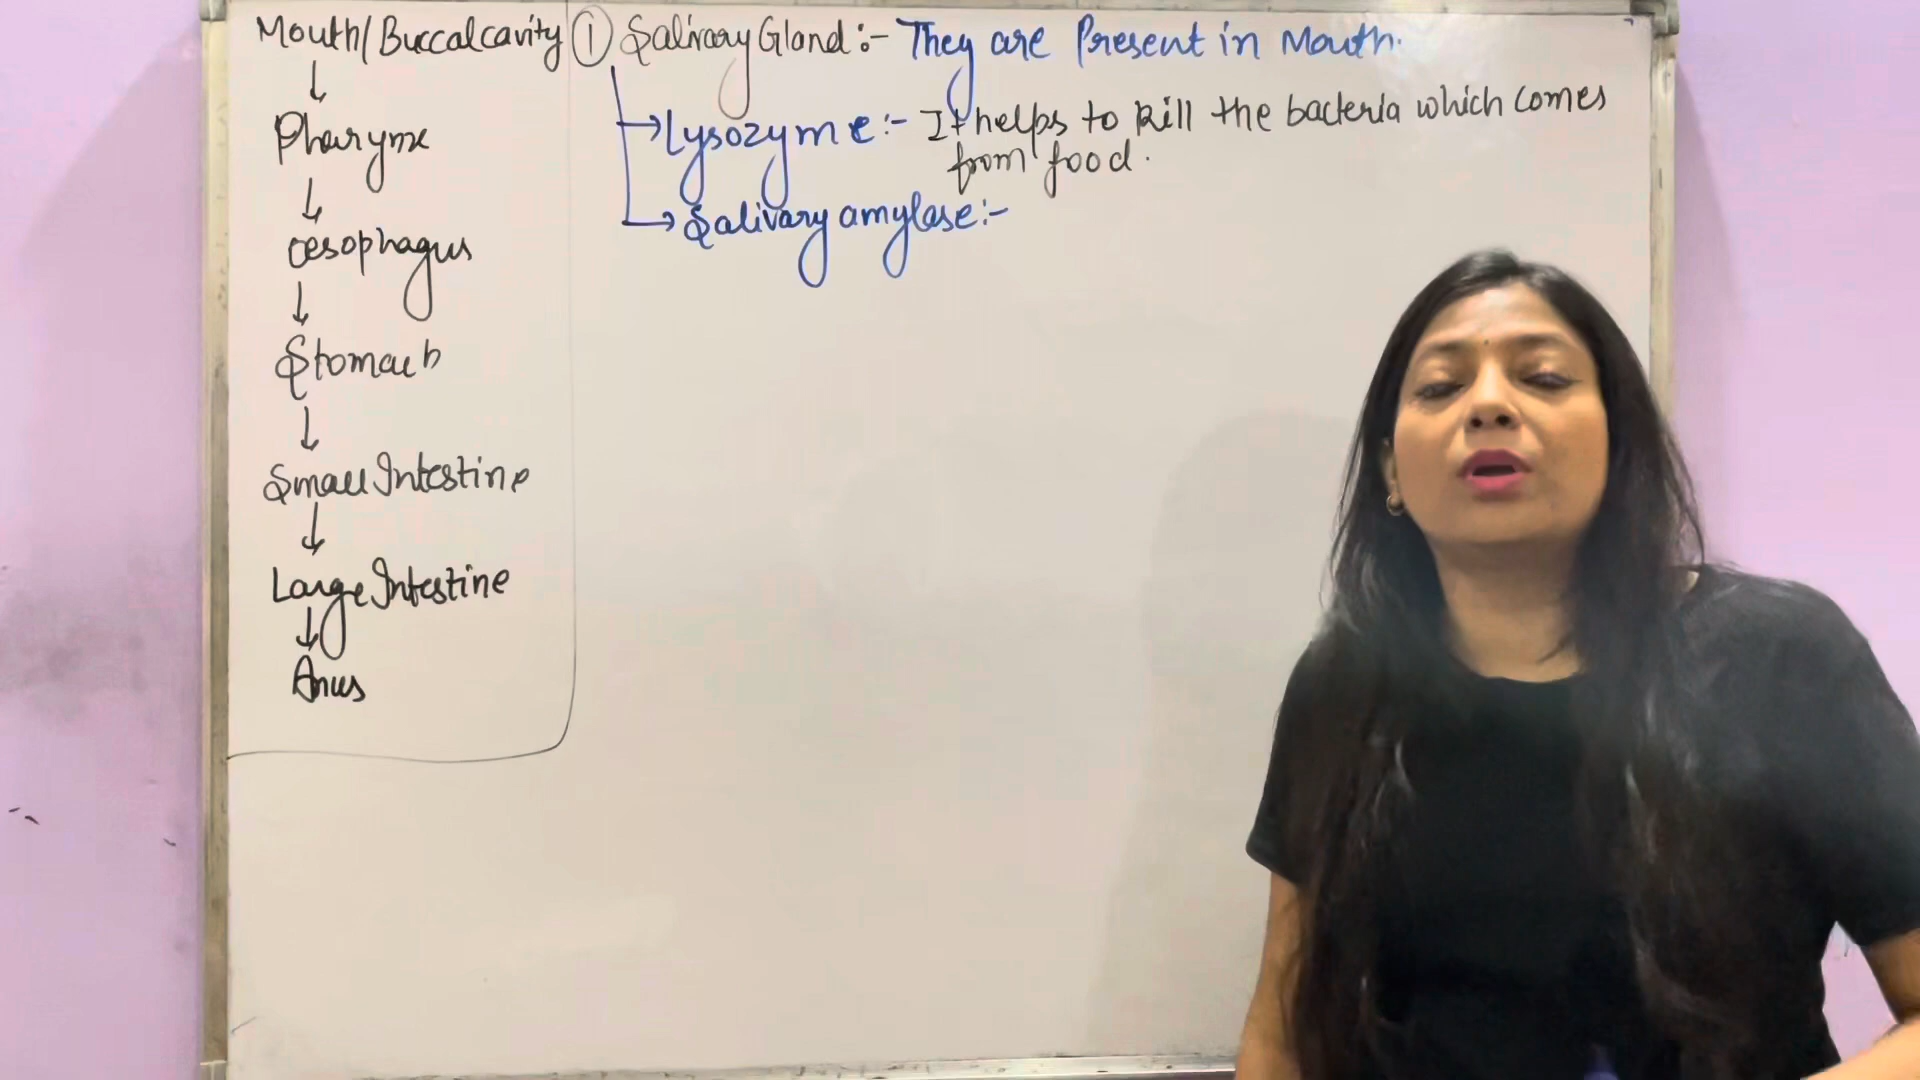 Mouth/Buccal cavity
↓
Pharynx
↓
Oesophagus
↓
Stomach
↓
Small Intestine
↓
Large Intestine
↓
Anus
① Salivary Gland :- They are Present in Mouth.
→ Lysozyme :- It helps to kill the bacteria which comes
from food.
→ Salivary amylase :-